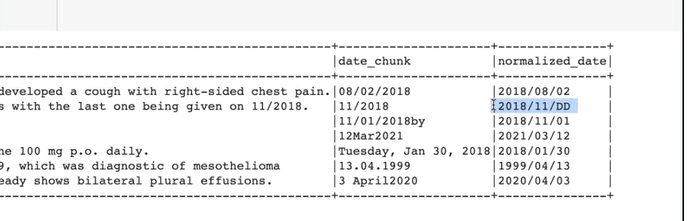 |date_chunk |normalized_date|
developed a cough with right-sided chest pain.|08/02/2018 |2018/08/02 |
s with the last one being given on 11/2018. |11/2018 |2018/11/DD |
|11/01/2018by |2018/11/01 |
|12Mar2021 |2021/03/12 |
ne 100 mg p.o. daily. |Tuesday, Jan 30, 2018|2018/01/30 |
9, which was diagnostic of mesothelioma |13.04.1999 |1999/04/13 |
eady shows bilateral plural effusions. |3 April2020 |2020/04/03 |